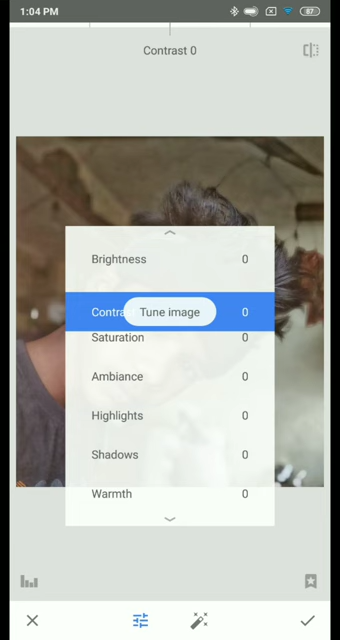 1:04 PM
87
Contrast 0
Brightness 0
Contra 0
Tune image
Saturation 0
Ambiance 0
Highlights 0
Shadows 0
Warmth 0